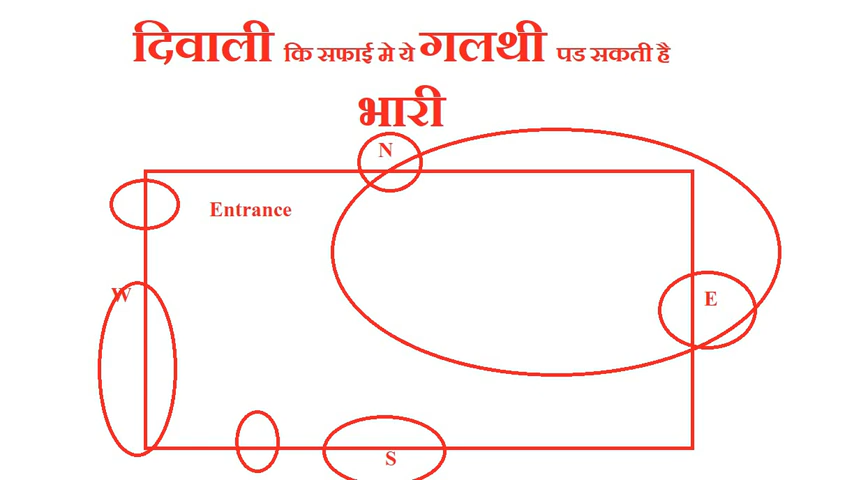 दिवाली कि सफाई मे ये गलथी पड सकती है
भारी
N
Entrance
W
E
S